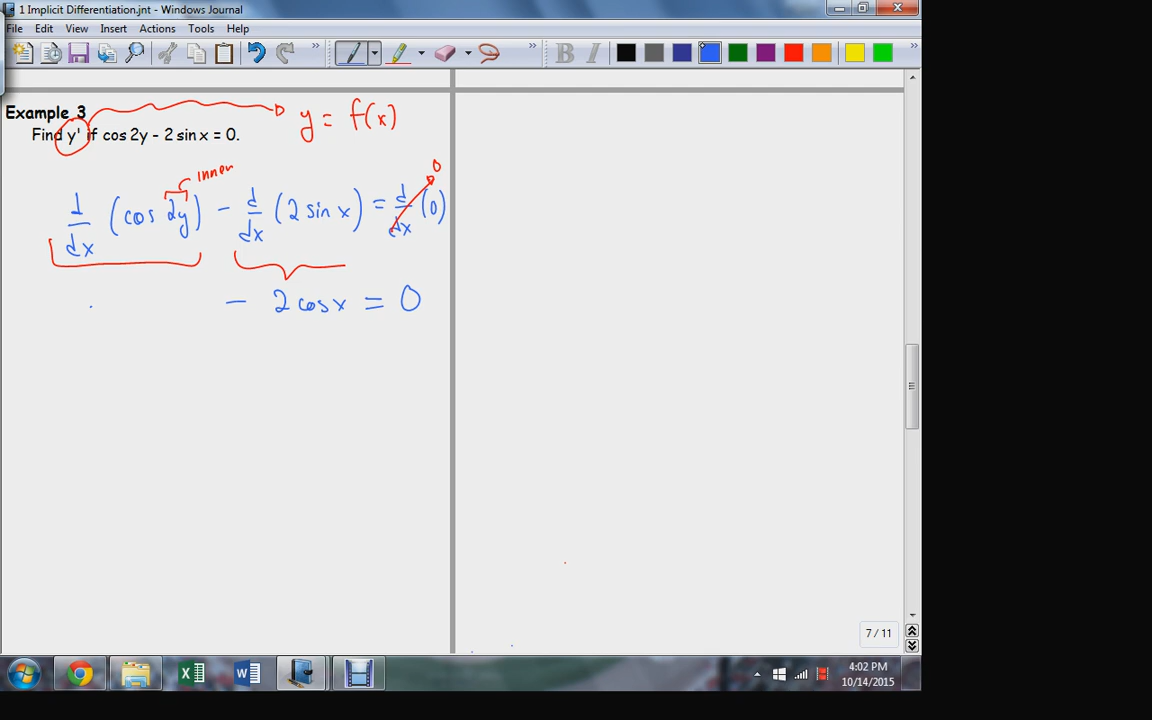 1 Implicit Differentiation.jnt - Windows Journal
File Edit View Insert Actions Tools Help
Example 3
y = f(x)
Find y' if cos 2y - 2 sin x = 0.
inner
0
d/dx (cos 2y) - d/dx (2 sin x) = d/dx (0)
- 2 cos x = 0
7 / 11
4:02 PM
10/14/2015